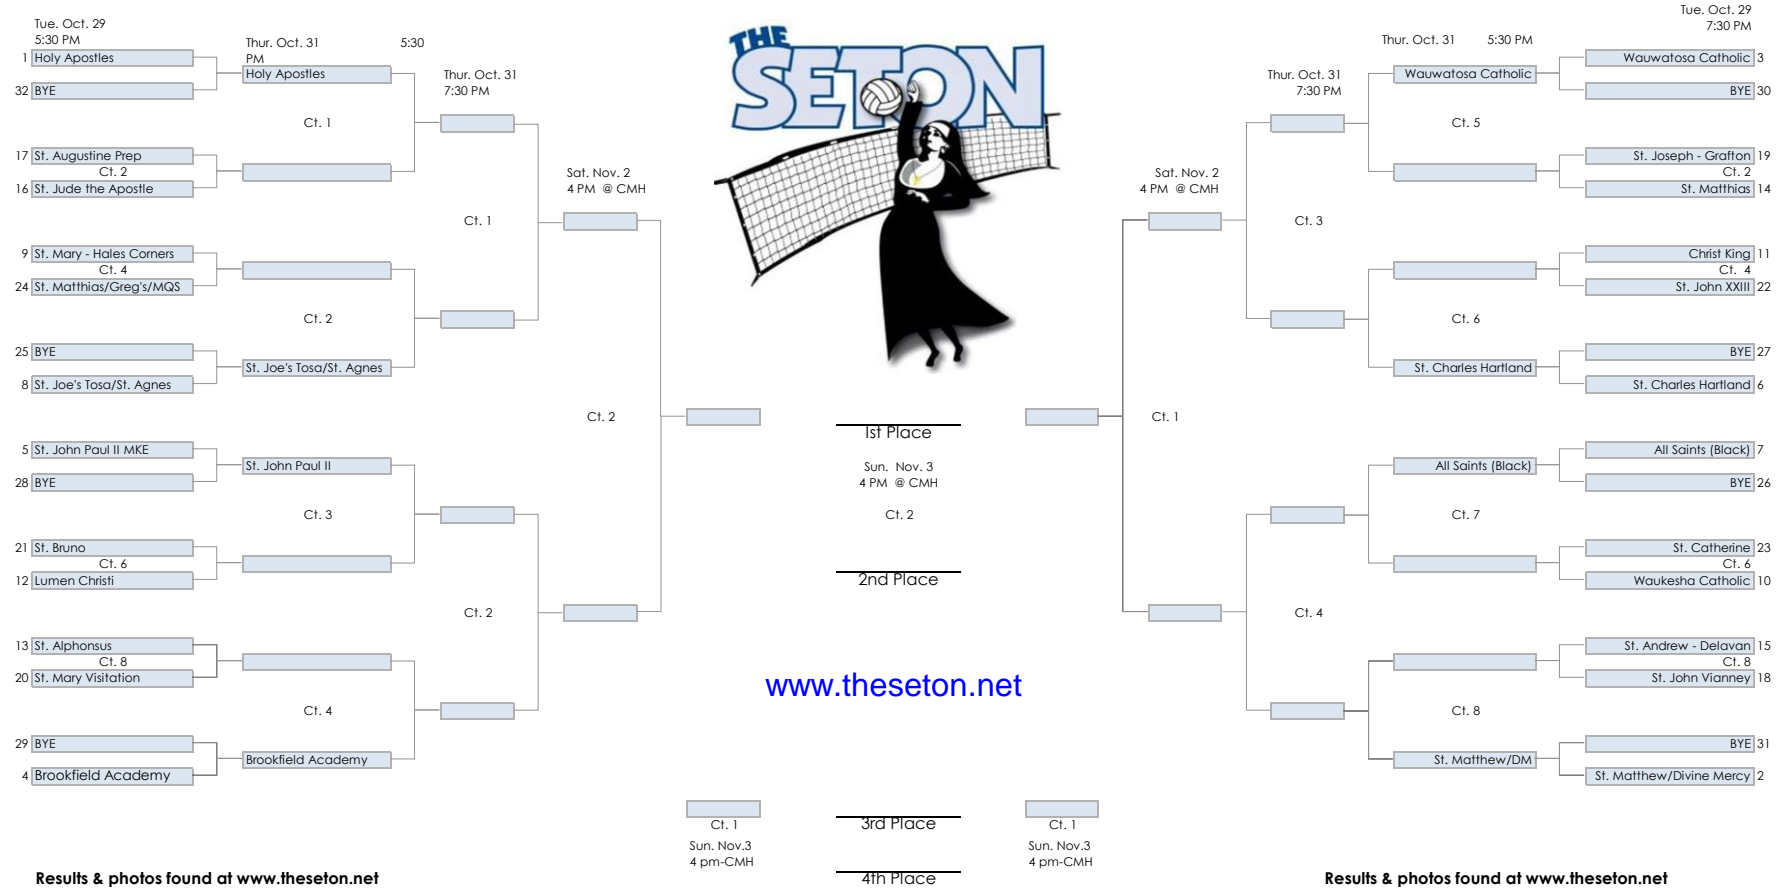 Tue. Oct. 29
5:30 PM
Thur. Oct. 31 5:30
PM
Thur. Oct. 31
7:30 PM
1 Holy Apostles
32 BYE
Holy Apostles
Ct. 1
17 St. Augustine Prep
Ct. 2
16 St. Jude the Apostle
Ct. 1
Sat. Nov. 2
4 PM @ CMH
9 St. Mary - Hales Corners
Ct. 4
24 St. Matthias/Greg's/MQS
Ct. 2
25 BYE
8 St. Joe's Tosa/St. Agnes
St. Joe's Tosa/St. Agnes
Ct. 2
5 St. John Paul II MKE
28 BYE
St. John Paul II
Ct. 3
21 St. Bruno
Ct. 6
12 Lumen Christi
Ct. 2
13 St. Alphonsus
Ct. 8
20 St. Mary Visitation
Ct. 4
29 BYE
4 Brookfield Academy
Brookfield Academy
THE
SETON
1st Place
Sun. Nov. 3
4 PM @ CMH
Ct. 2
2nd Place
www.theseton.net
Ct. 1
Sun. Nov.3
4 pm-CMH
3rd Place
4th Place
Ct. 1
Sun. Nov.3
4 pm-CMH
Tue. Oct. 29
7:30 PM
Thur. Oct. 31 5:30 PM
Thur. Oct. 31
7:30 PM
Wauwatosa Catholic 3
BYE 30
Wauwatosa Catholic
Ct. 5
St. Joseph - Grafton 19
Ct. 2
St. Matthias 14
Sat. Nov. 2
4 PM @ CMH
Ct. 3
Christ King 11
Ct. 4
St. John XXIII 22
Ct. 6
BYE 27
St. Charles Hartland 6
St. Charles Hartland
Ct. 1
All Saints (Black) 7
BYE 26
All Saints (Black)
Ct. 7
St. Catherine 23
Ct. 6
Waukesha Catholic 10
Ct. 4
St. Andrew - Delavan 15
Ct. 8
St. John Vianney 18
Ct. 8
BYE 31
St. Matthew/Divine Mercy 2
St. Matthew/DM
Results & photos found at www.theseton.net
Results & photos found at www.theseton.net